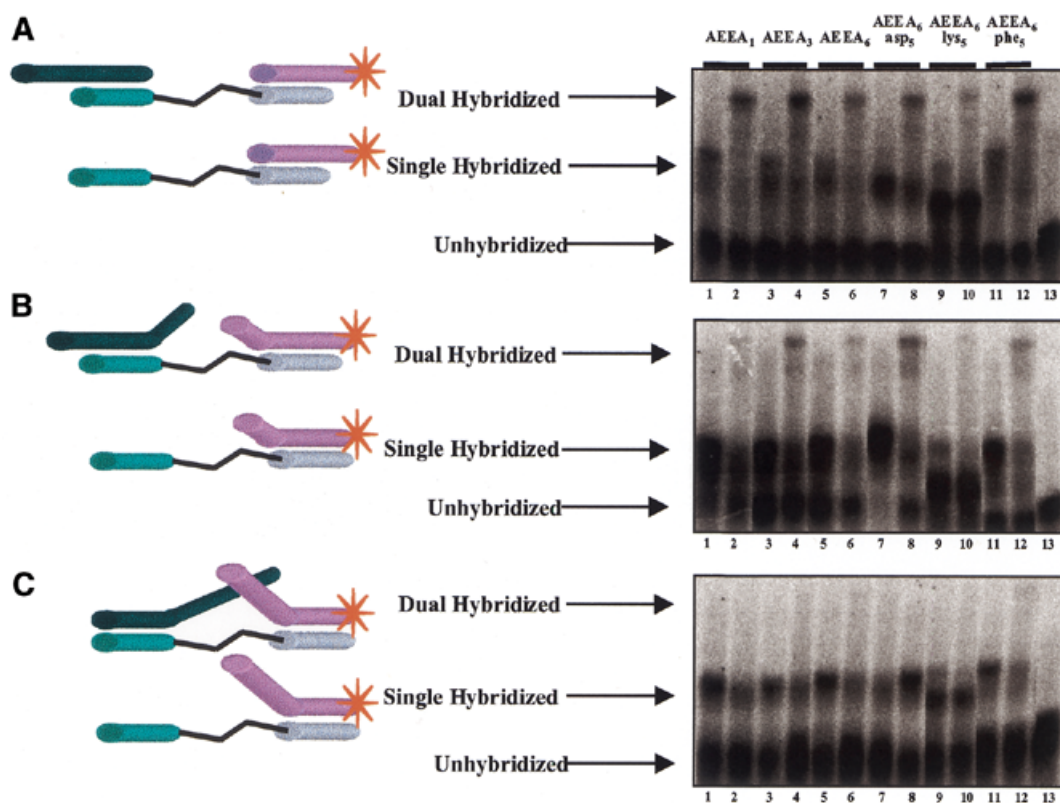 A
AEEA1 AEEA3 AEEA6 AEEA6 asp5 AEEA6 lys5 AEEA6 phe5
Dual Hybridized
Single Hybridized
Unhybridized
1 2 3 4 5 6 7 8 9 10 11 12 13
B
Dual Hybridized
Single Hybridized
Unhybridized
1 2 3 4 5 6 7 8 9 10 11 12 13
C
Dual Hybridized
Single Hybridized
Unhybridized
1 2 3 4 5 6 7 8 9 10 11 12 13